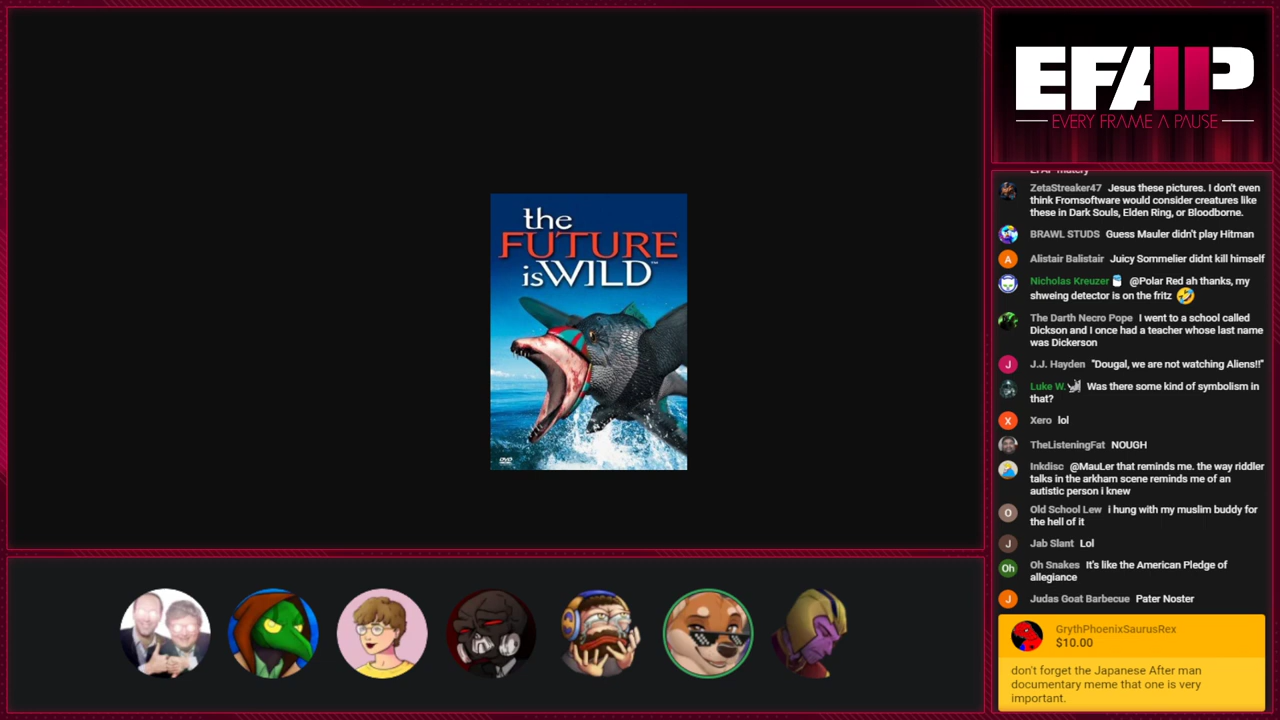 the
FUTURE
isWILD™
DVD
EFAP
EVERY FRAME A PAUSE
ZetaStreaker47 Jesus these pictures. I don't even
think Fromsoftware would consider creatures like
these in Dark Souls, Elden Ring, or Bloodborne.
BRAWL STUDS Guess Mauler didn't play Hitman
A
Alistair Balistair Juicy Sommelier didnt kill himself
Nicholas Kreuzer @Polar Red ah thanks, my
shweing detector is on the fritz 🤣
The Darth Necro Pope I went to a school called
Dickson and I once had a teacher whose last name
was Dickerson
J
J.J. Hayden "Dougal, we are not watching Aliens!!"
Luke W. Was there some kind of symbolism in
that?
X
Xero lol
TheListeningFat NOUGH
Inkdisc @MauLer that reminds me. the way riddler
talks in the arkham scene reminds me of an
autistic person i knew
O
Old School Lew i hung with my muslim buddy for
the hell of it
J
Jab Slant Lol
Oh
Oh Snakes It's like the American Pledge of
allegiance
J
Judas Goat Barbecue Pater Noster
GrythPhoenixSaurusRex
$10.00
don't forget the Japanese After man
documentary meme that one is very
important.